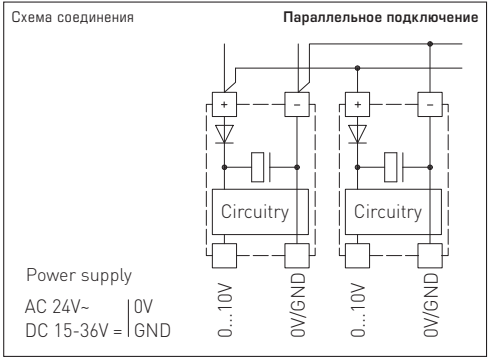 Схема соединения
Параллельное подключение
+ − + −
Circuitry Circuitry
Power supply
AC 24V~ 0V
DC 15-36V = GND
0...10V
0V/GND
0...10V
0V/GND